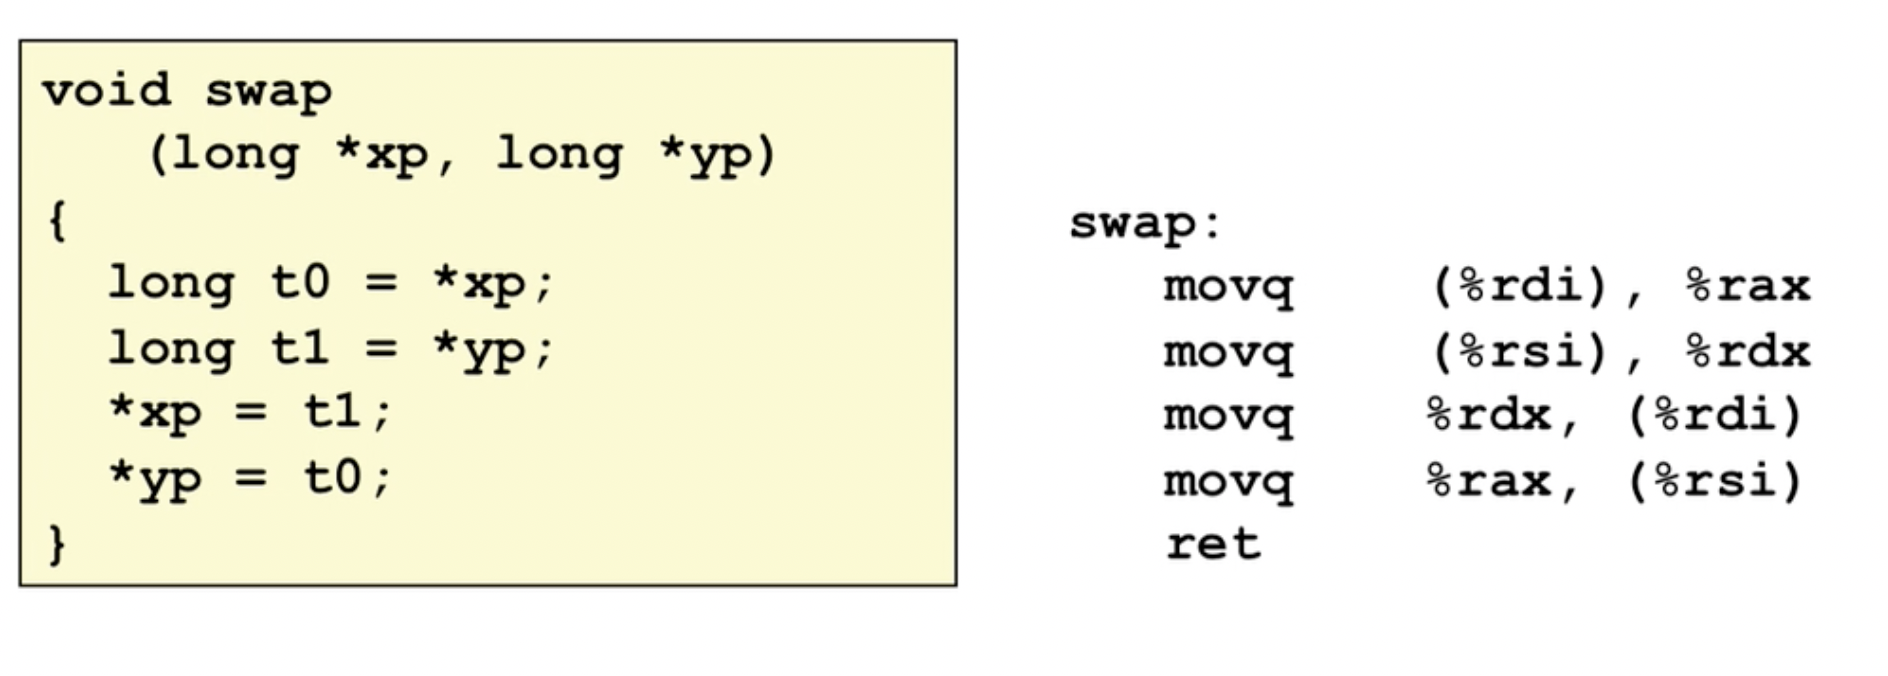 void swap
(long *xp, long *yp)
{
long t0 = *xp;
long t1 = *yp;
*xp = t1;
*yp = t0;
}
swap:
movq (%rdi), %rax
movq (%rsi), %rdx
movq %rdx, (%rdi)
movq %rax, (%rsi)
ret